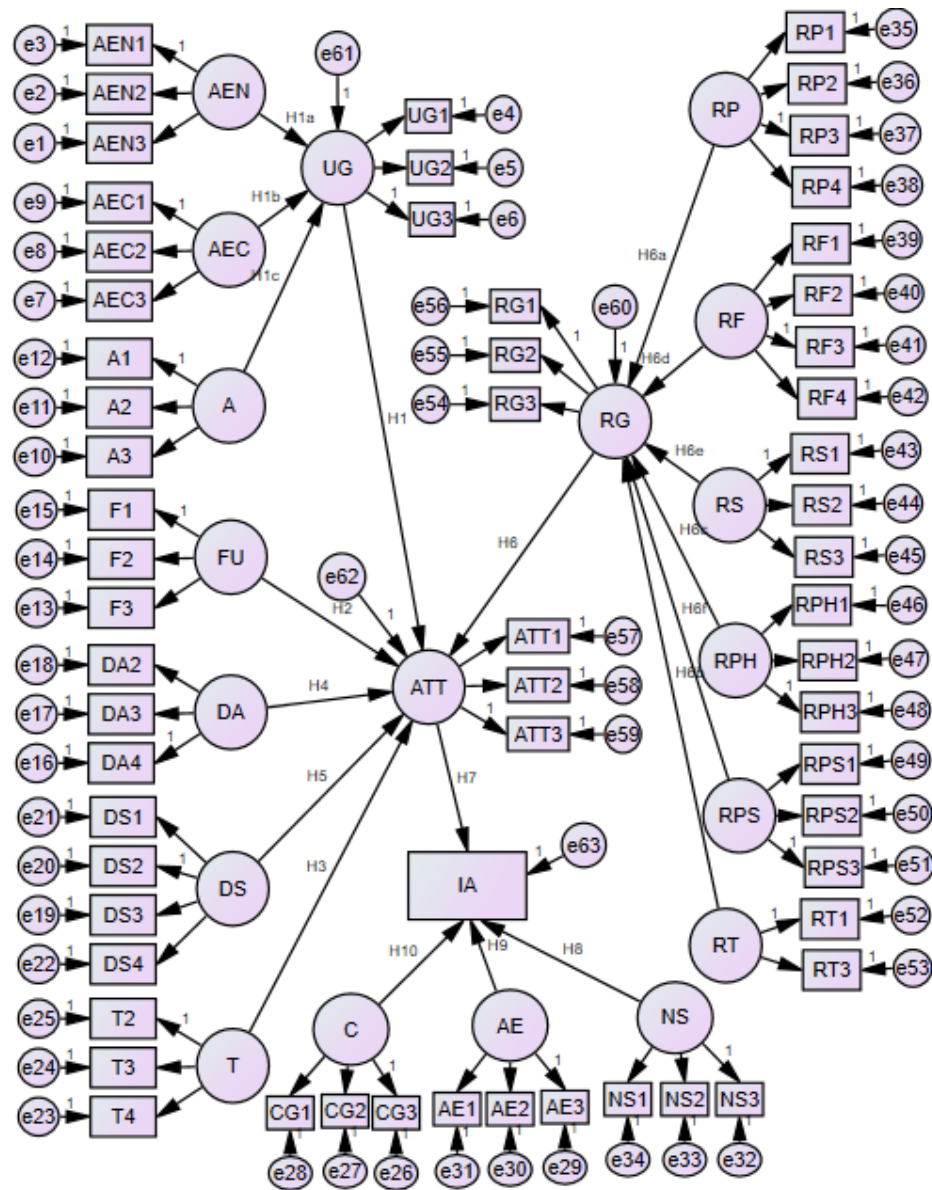 e3 1 AEN1 1
e2 1 AEN2
e1 1 AEN3
AEN
H1a
e61
1
UG
UG1 1 e4
UG2 1 e5
1 UG3 1 e6
e9 1 AEC1 1
e8 1 AEC2
e7 1 AEC3
AEC
H1b
H1c
e12 1 A1 1
e11 1 A2
e10 1 A3
A
H1
e15 1 F1 1
e14 1 F2
e13 1 F3
FU
H2
e18 1 DA2
e17 1 DA3
e16 1 DA4 1
DA
H4
e21 1 DS1
e20 1 DS2 1
e19 1 DS3
e22 1 DS4
DS
H5
e25 1 T2 1
e24 1 T3
e23 1 T4
T
H3
RP
RP1 1 e35
RP2 1 e36
1 RP3 1 e37
RP4 1 e38
H6a
RF
RF1 1 e39
RF2 1 e40
1 RF3 1 e41
RF4 1 e42
H6d
e56 1 RG1 1
e55 1 RG2
e54 1 RG3
e60
1
RG
H6
H6e
RS
1 RS1 1 e43
RS2 1 e44
RS3 1 e45
H6c
RPH
RPH1 1 e46
RPH2 1 e47
1 RPH3 1 e48
H6f
RPS
RPS1 1 e49
RPS2 1 e50
1 RPS3 1 e51
RT
1 RT1 1 e52
RT3 1 e53
e62
1
ATT
ATT1 1 e57
ATT2 1 e58
1 ATT3 1 e59
H7
IA
1 e63
H10
H9
H8
C
AE
NS
1
1
1
CG1 CG2 CG3
AE1 AE2 AE3
NS1 NS2 NS3
1 1 1
1 1 1
1 1 1
e28 e27 e26
e31 e30 e29
e34 e33 e32